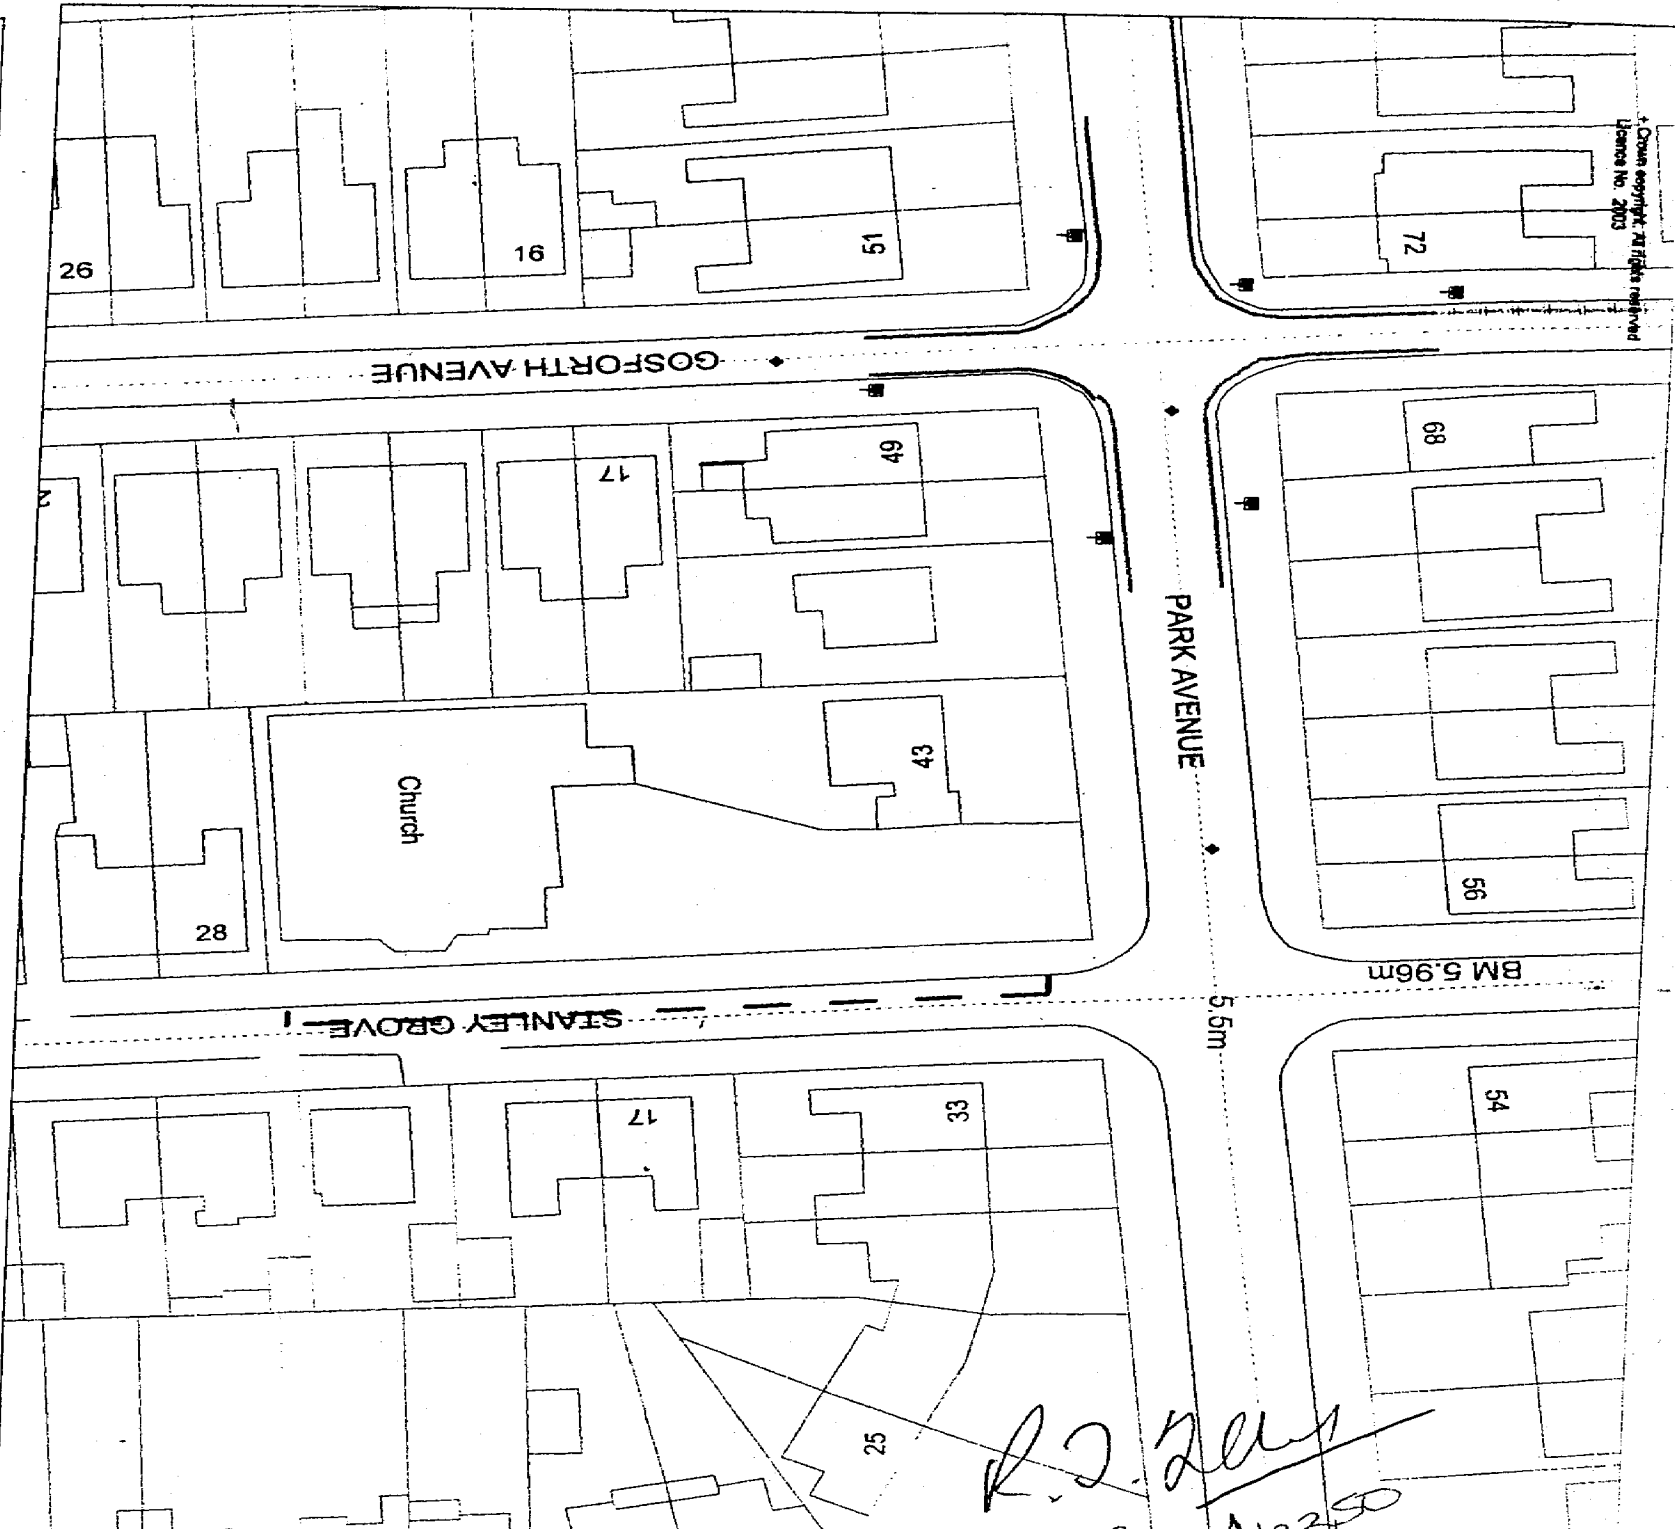 + Crown copyright. All rights reserved
Licence No. 2003
26
16
51
72
GOSFORTH AVENUE
17
49
68
PARK AVENUE
Church
43
28
56
BM 5.96m
5.5m
STANLEY GROVE
17
33
54
25